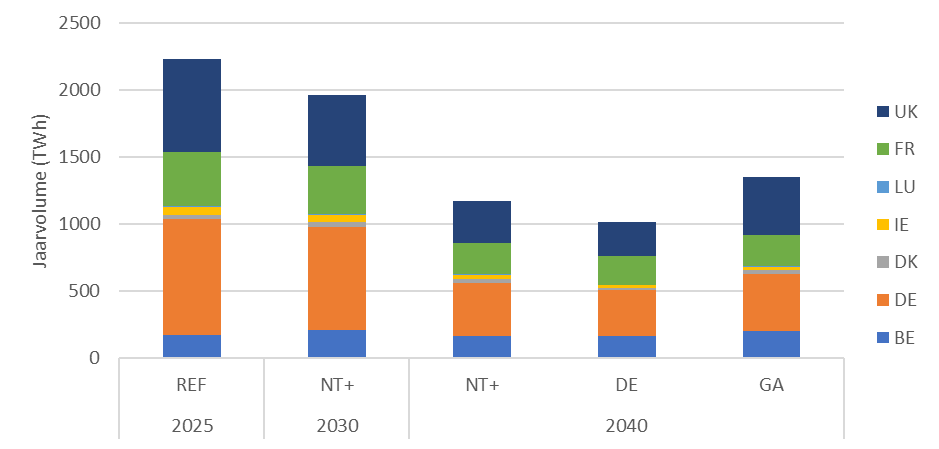 Jaarvolume (TWh)
2500
2000
1500
1000
500
0
REF
NT+
NT+
DE
GA
2025
2030
2040
UK
FR
LU
IE
DK
DE
BE